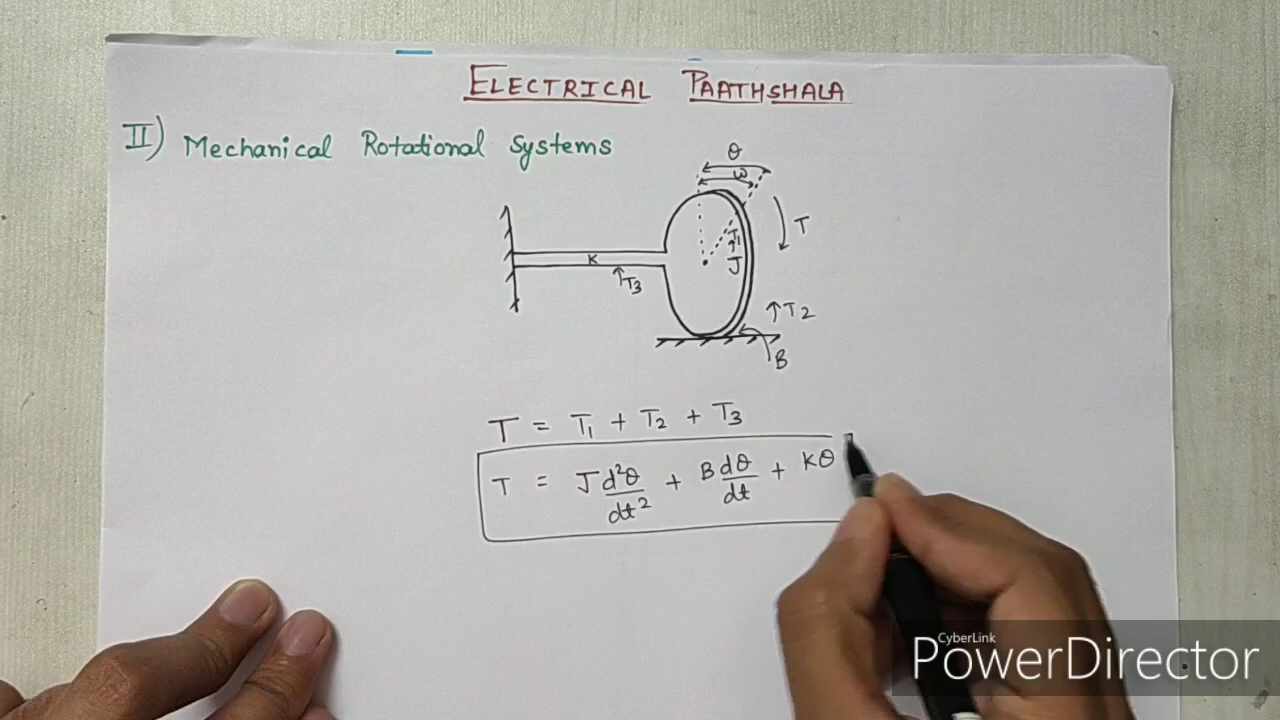 ELECTRICAL PAATHSHALA
II) Mechanical Rotational Systems
θ
ω
T
T1
J
K
T3
T2
B
T = T1 + T2 + T3
T = J d²θ/dt² + B dθ/dt + Kθ
CyberLink
PowerDirector